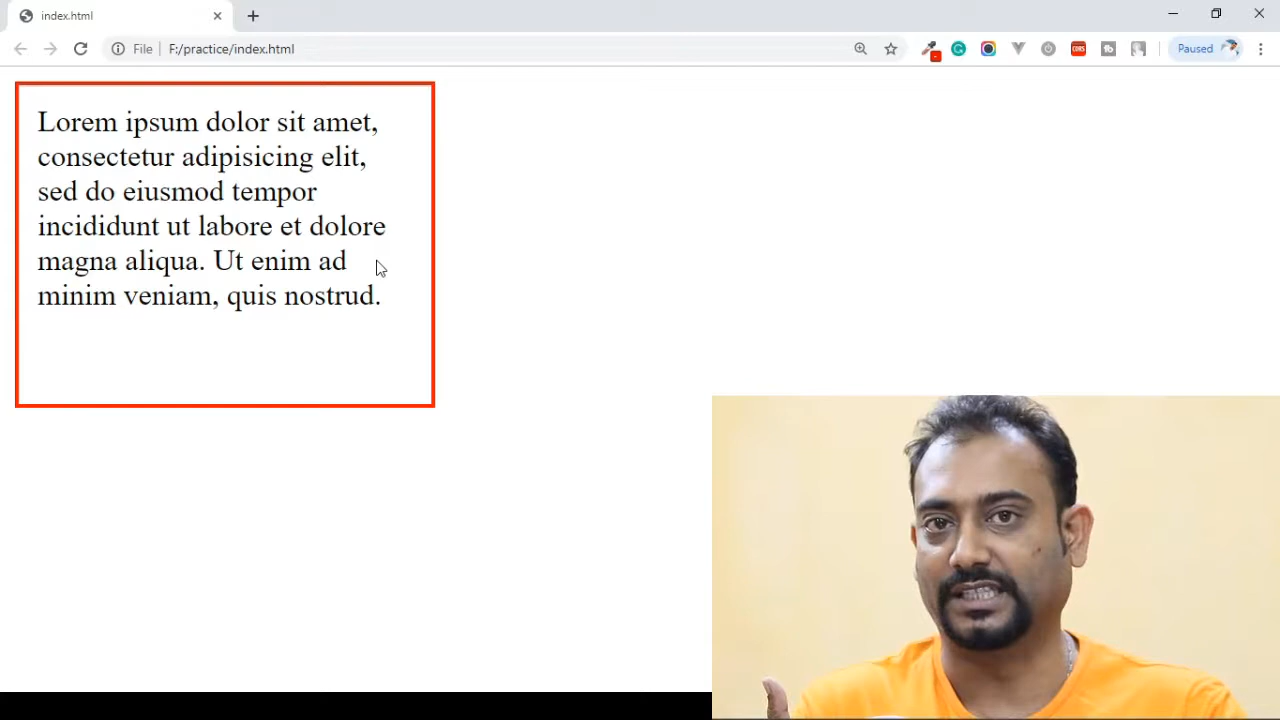 index.html
File
F:/practice/index.html
CORS
Paused
Lorem ipsum dolor sit amet,
consectetur adipisicing elit,
sed do eiusmod tempor
incididunt ut labore et dolore
magna aliqua. Ut enim ad
minim veniam, quis nostrud.